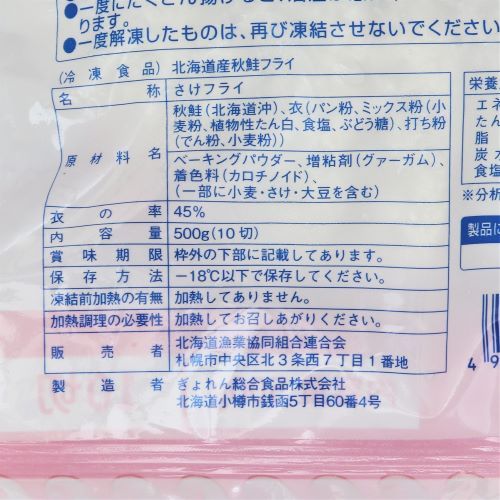 ります。
●一度解凍したものは、再び凍結させないでください
(冷凍食品) 北海道産秋鮭フライ
名称 さけフライ
原材料名 秋鮭(北海道沖)、衣(パン粉、ミックス粉(小
麦粉、植物性たん白、食塩、ぶどう糖)、打ち粉
(でん粉、小麦粉))
ベーキングパウダー、増粘剤(グァーガム)、
着色料(カロチノイド)、
(一部に小麦・さけ・大豆を含む)
衣の率 45%
内容量 500g(10切)
賞味期限 枠外の下部に記載してあります。
保存方法 −18℃以下で保存してください。
凍結前加熱の有無 加熱してありません。
加熱調理の必要性 加熱してお召しあがりください。
販売者 北海道漁業協同組合連合会
札幌市中央区北3条西7丁目1番地
製造者 ぎょれん総合食品株式会社
北海道小樽市銭函5丁目60番4号
栄養
エネ
たん
脂
炭水
食塩
※分析
製品に
4 9